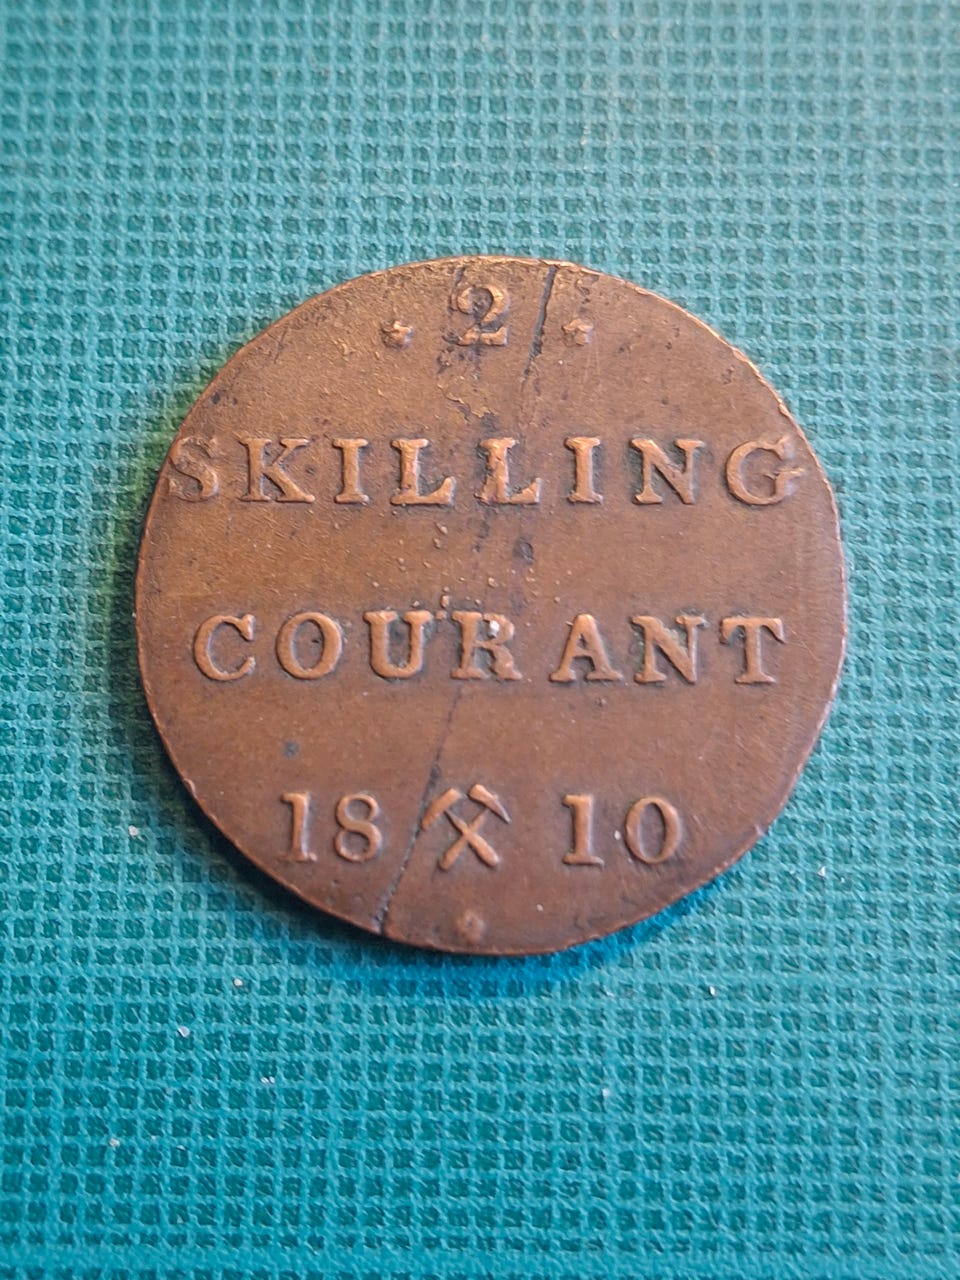 2
SKILLING
COURANT
18 ⚒ 10